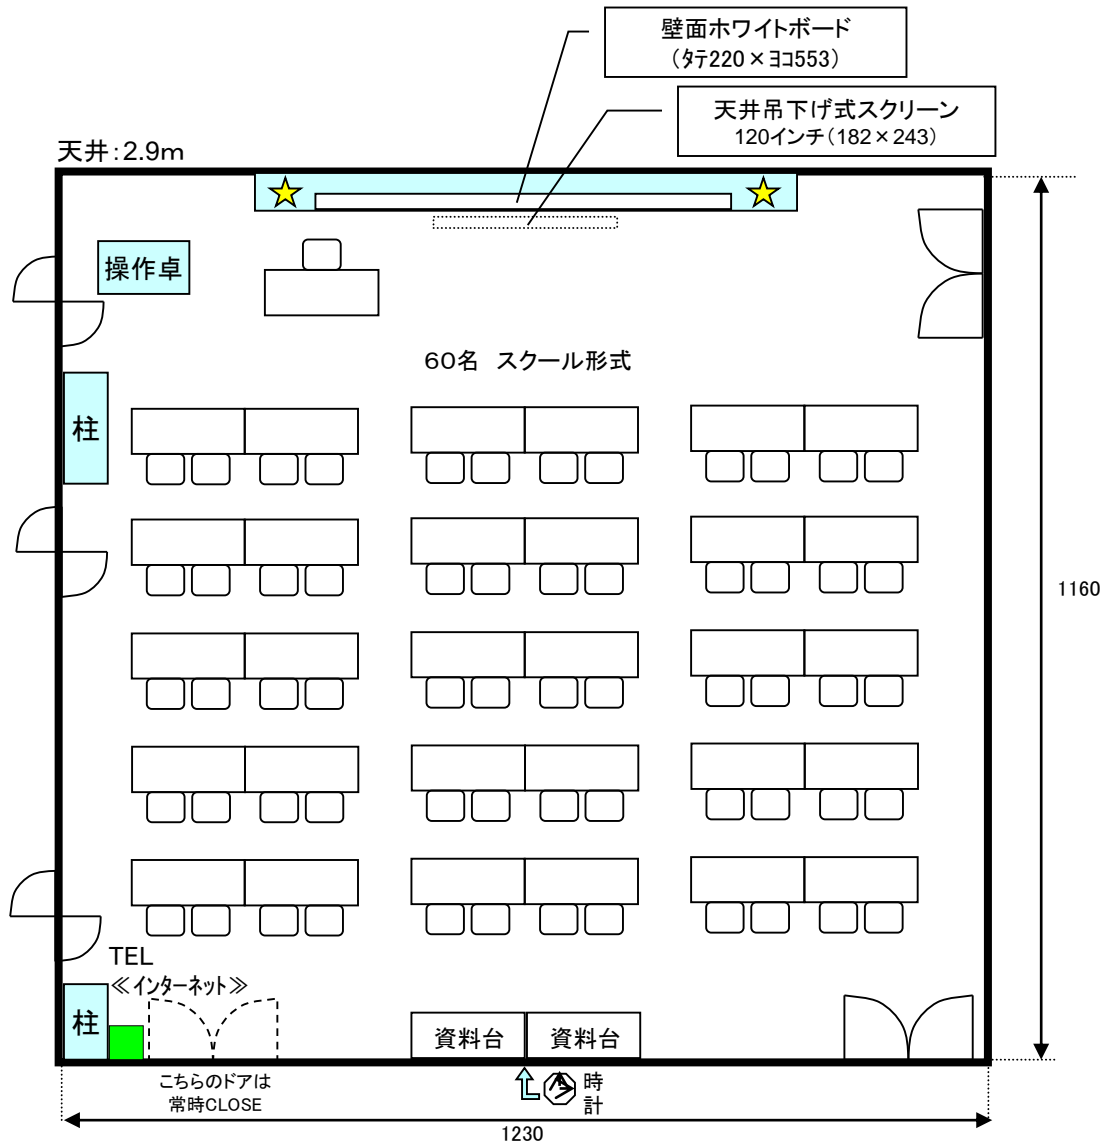 壁面ホワイトボード
（ﾀﾃ220×ﾖｺ553）
天井吊下げ式スクリーン
120インチ（182×243）
天井：2.9ｍ
操作卓
６０名　スクール形式
柱
1160
TEL
≪インターネット≫
柱
資料台
資料台
こちらのドアは
常時CLOSE
時
計
1230